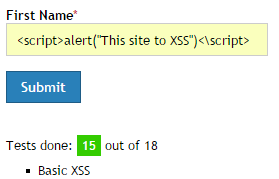 First Name*
<script>alert("This site to XSS")<\script>
Submit
Tests done: 15 out of 18
Basic XSS